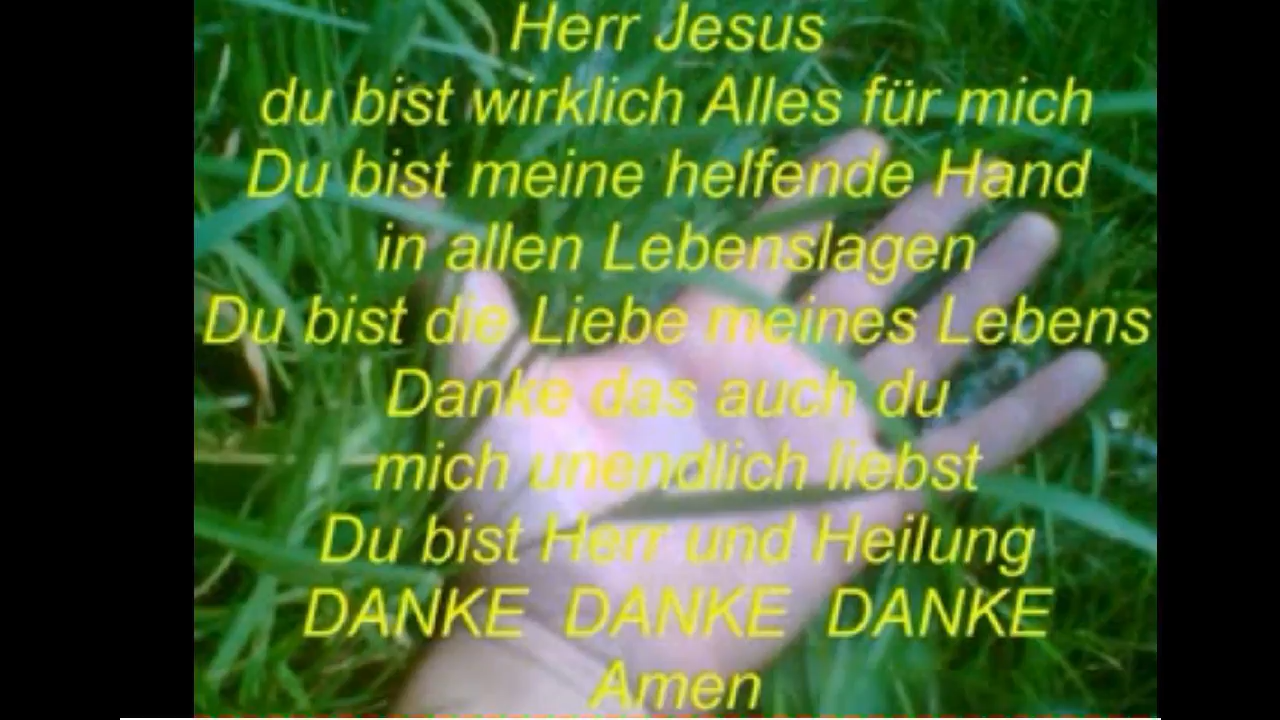 Herr Jesus
du bist wirklich Alles für mich
Du bist meine helfende Hand
in allen Lebenslagen
Du bist die Liebe meines Lebens
Danke das auch du
mich unendlich liebst
Du bist Herr und Heilung
DANKE DANKE DANKE
Amen